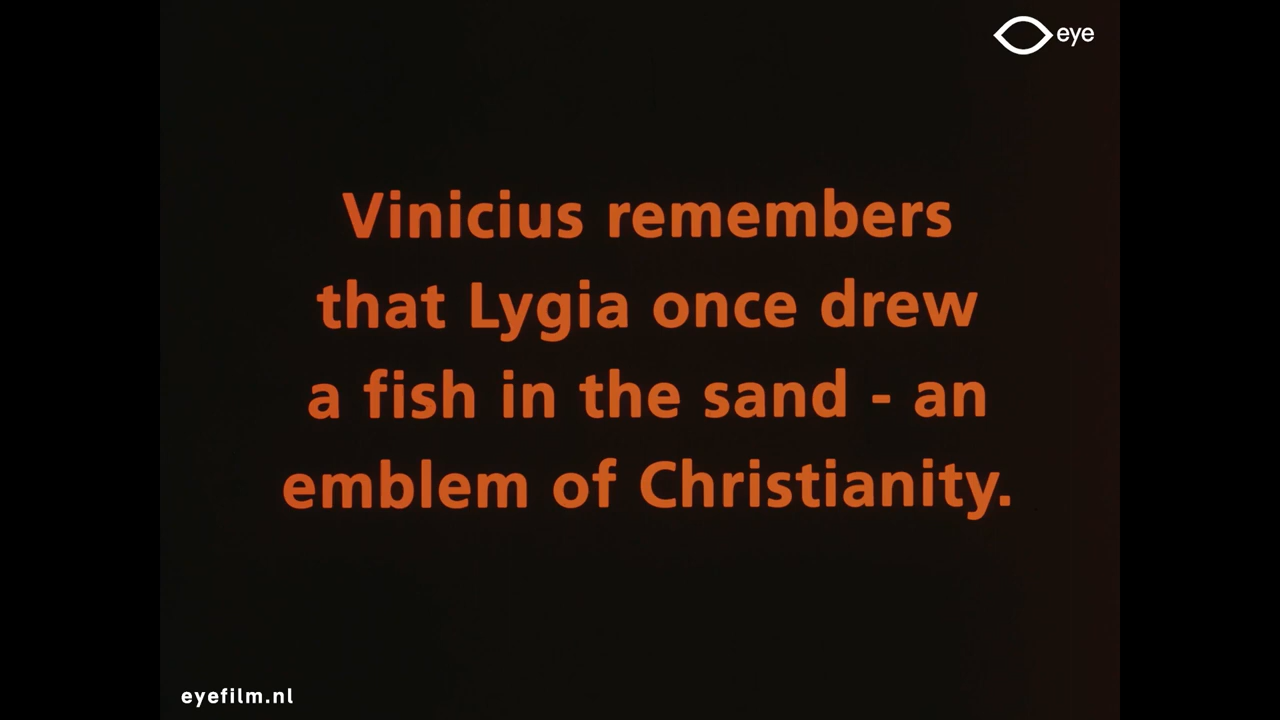 eye
Vinicius remembers
that Lygia once drew
a fish in the sand - an
emblem of Christianity.
eyefilm.nl